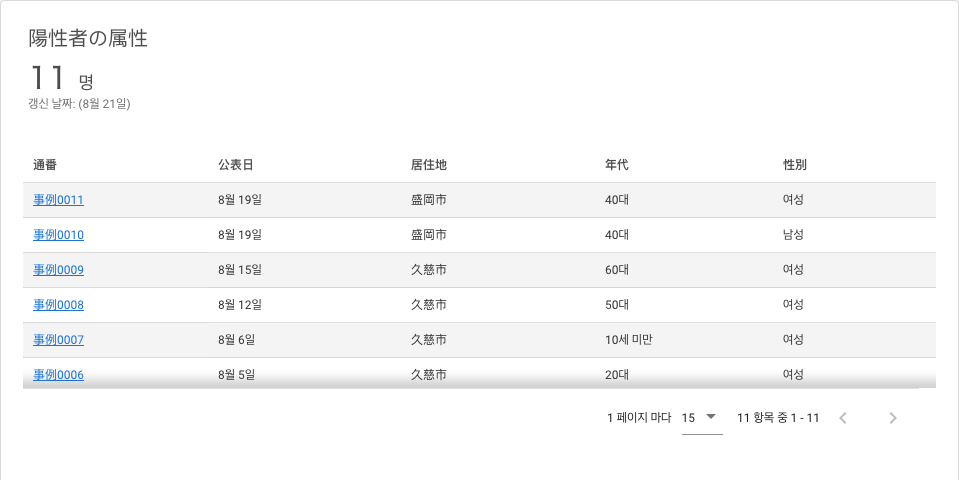 陽性者の属性
11 명
갱신 날짜: (8월 21일)
通番 公表日 居住地 年代 性別
事例0011 8월 19일 盛岡市 40대 여성
事例0010 8월 19일 盛岡市 40대 남성
事例0009 8월 15일 久慈市 60대 여성
事例0008 8월 12일 久慈市 50대 여성
事例0007 8월 6일 久慈市 10세 미만 여성
事例0006 8월 5일 久慈市 20대 여성
1 페이지 마다 15 11 항목 중 1 - 11